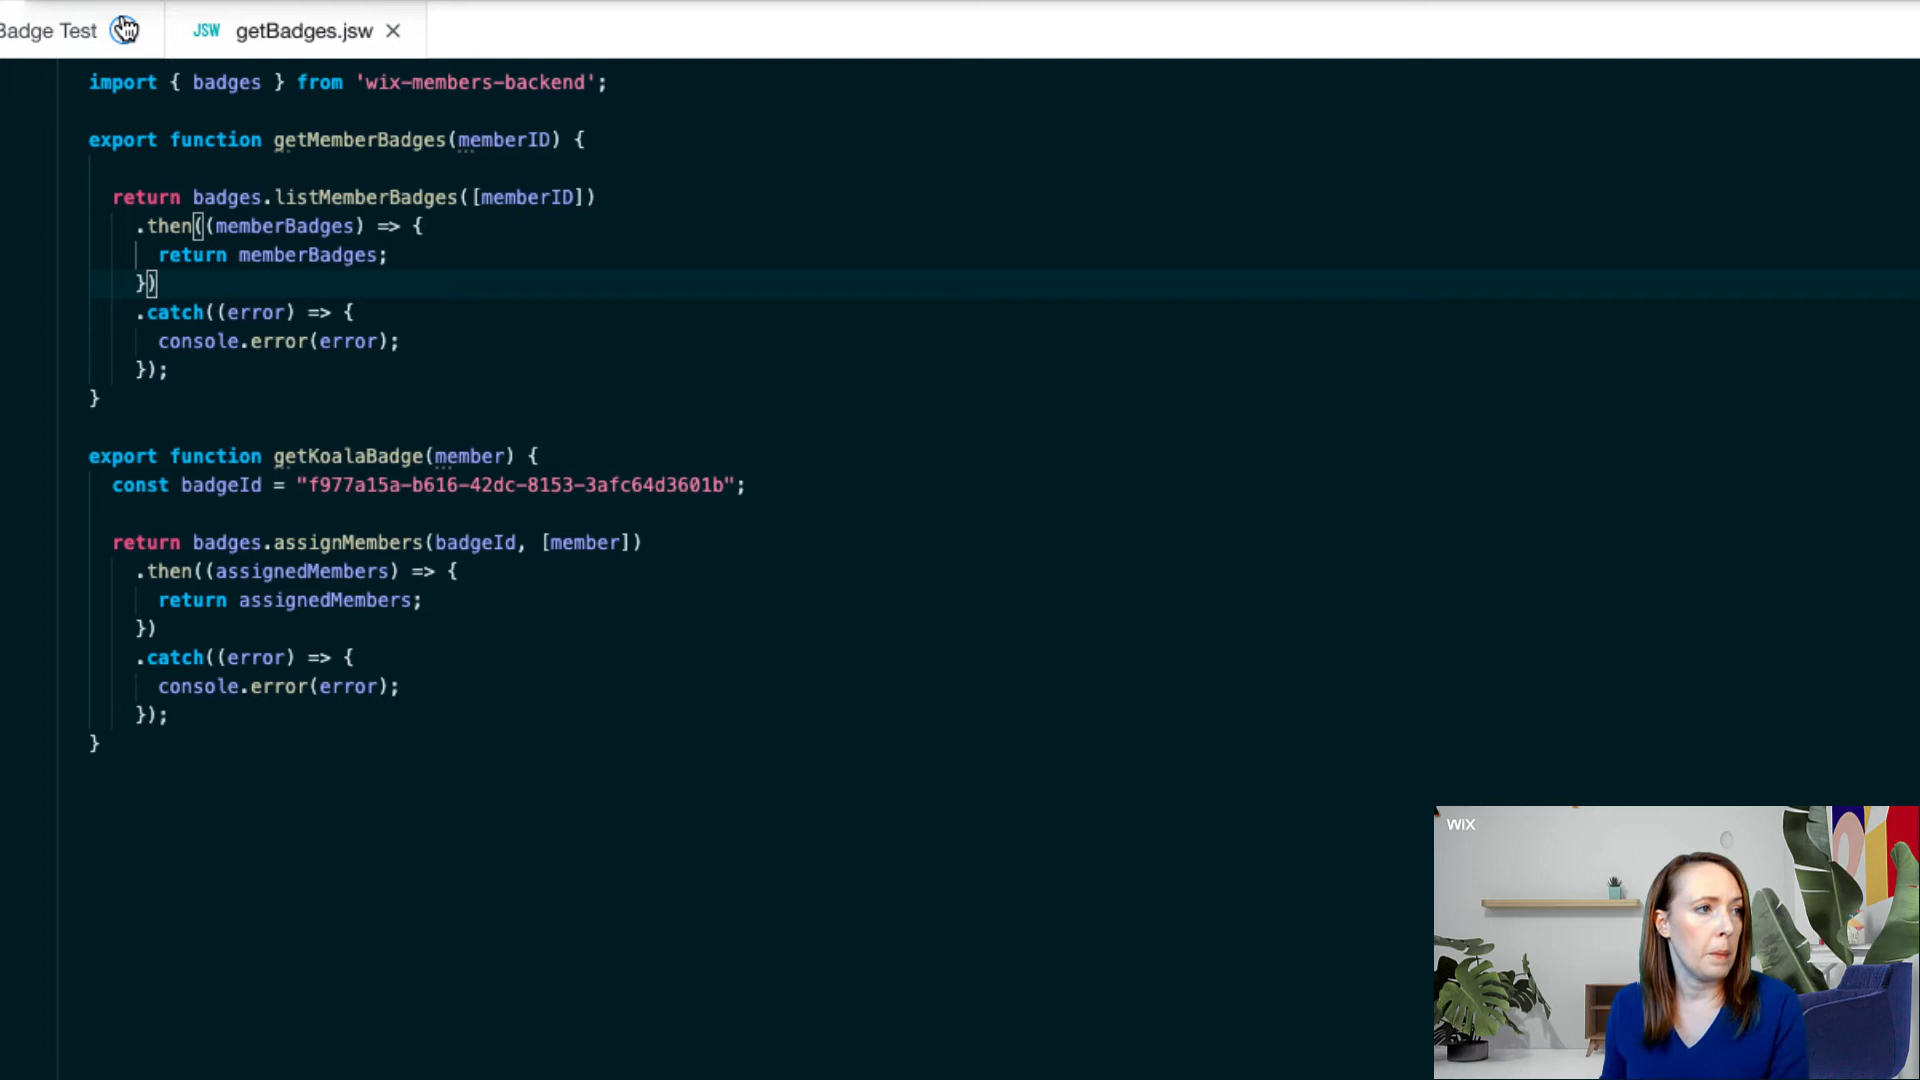 Badge Test
JSW getBadges.jsw
import { badges } from 'wix-members-backend';
export function getMemberBadges(memberID) {
return badges.listMemberBadges([memberID])
.then((memberBadges) => {
return memberBadges;
})
.catch((error) => {
console.error(error);
});
}
export function getKoalaBadge(member) {
const badgeId = "f977a15a-b616-42dc-8153-3afc64d3601b";
return badges.assignMembers(badgeId, [member])
.then((assignedMembers) => {
return assignedMembers;
})
.catch((error) => {
console.error(error);
});
}
WIX